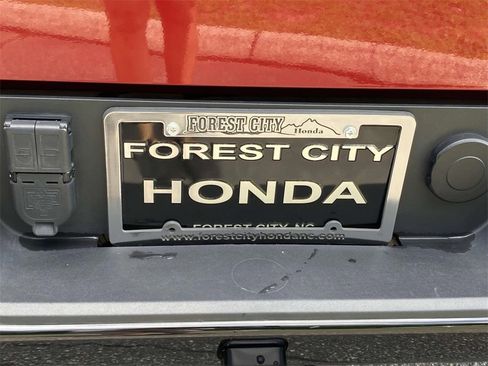 FOREST CITY
Honda
FOREST CITY
HONDA
FOREST CITY, NC
www.forestcityhondanc.com